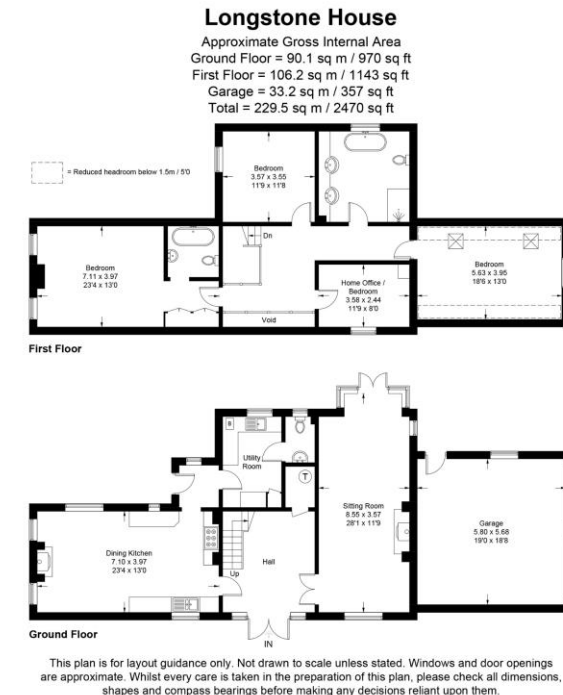 Longstone House
Approximate Gross Internal Area
Ground Floor = 90.1 sq m / 970 sq ft
First Floor = 106.2 sq m / 1143 sq ft
Garage = 33.2 sq m / 357 sq ft
Total = 229.5 sq m / 2470 sq ft
= Reduced headroom below 1.5m / 5'0
Bedroom
3.57 x 3.55
11'9 x 11'8
Dn
Bedroom
7.11 x 3.97
23'4 x 13'0
Home Office /
Bedroom
3.58 x 2.44
11'9 x 8'0
Bedroom
5.63 x 3.95
18'6 x 13'0
Void
First Floor
Utility
Room
T
Sitting Room
8.55 x 3.57
28'1 x 11'9
Garage
5.80 x 5.68
19'0 x 18'8
Dining Kitchen
7.10 x 3.97
23'4 x 13'0
Hall
Up
Ground Floor
IN
This plan is for layout guidance only. Not drawn to scale unless stated. Windows and door openings
are approximate. Whilst every care is taken in the preparation of this plan, please check all dimensions,
shapes and compass bearings before making any decisions reliant upon them.